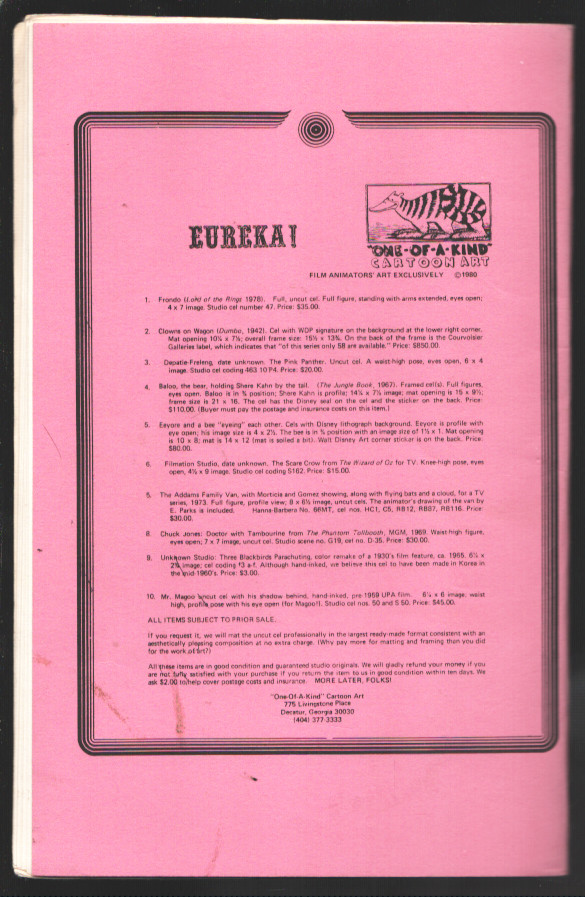 EUREKA!
"ONE-OF-A-KIND"
CARTOON ART
FILM ANIMATORS' ART EXCLUSIVELY ©1980
1. Frondo (Lord of the Rings 1978). Full, uncut cel. Full figure, standing with arms extended, eyes open;
4 x 7 image. Studio cel number 47. Price: $35.00.
2. Clowns on Wagon (Dumbo, 1942). Cel with WDP signature on the background at the lower right corner.
Mat opening 10¼ x 7½; overall frame size: 15½ x 13¾. On the back of the frame is the Courvoisier
Galleries label, which indicates that "of this series only 58 are available." Price: $850.00.
3. Depatie-Freleng, date unknown. The Pink Panther. Uncut cel. A waist-high pose, eyes open, 6 x 4
image. Studio cel coding 463 10 P4. Price: $20.00.
4. Baloo, the bear, holding Shere Kahn by the tail. (The Jungle Book, 1967). Framed cel(s). Full figures,
eyes open. Baloo is in ¾ position; Shere Kahn is profile; 14¼ x 7½ image; mat opening is 15 x 9½;
frame size is 21 x 16. The cel has the Disney seal on the cel and the sticker on the back. Price:
$110.00. (Buyer must pay the postage and insurance costs on this item.)
5. Eeyore and a bee "eyeing" each other. Cels with Disney lithograph background. Eeyore is profile with
eye open; his image size is 4 x 2½. The bee is in ¾ position with an image size of 1½ x 1. Mat opening
is 10 x 8; mat is 14 x 12 (mat is soiled a bit). Walt Disney Art corner sticker is on the back. Price:
$80.00.
6. Filmation Studio, date unknown, The Scare Crow from The Wizard of Oz for TV. Knee-high pose, eyes
open, 4½ x 9 image. Studio cel coding S162. Price: $15.00.
5. The Addams Family Van, with Morticia and Gomez showing, along with flying bats and a cloud, for a TV
series, 1973. Full figure, profile view; 8 x 6½ image, uncut cels. The animator's drawing of the van by
E. Parks is included. Hanna-Barbera No. 66MT, cel nos. HC1, C5, RB12, RB87, RB116. Price:
$30.00.
8. Chuck Jones: Doctor with Tambourine from The Phantom Tollbooth, MGM, 1969. Waist-high figure,
eyes open; 7 x 7 image, uncut cel. Studio scene no. G19, cel no. D-35. Price: $30.00.
9. Unknown Studio: Three Blackbirds Parachuting, color remake of a 1930's film feature, ca. 1965. 6½ x
2¾ image; cel coding f3 s-f. Although hand-inked, we believe this cel to have been made in Korea in
the mid-1960's. Price: $3.00.
10. Mr. Magoo uncut cel with his shadow behind, hand-inked, pre 1959 UPA film. 6¼ x 6 image; waist
high, profile pose with his eye open (for Magoo!). Studio cel nos. 50 and S 50. Price: $45.00.
ALL ITEMS SUBJECT TO PRIOR SALE.
If you request it, we will mat the uncut cel professionally in the largest ready-made format consistent with an
aesthetically pleasing composition at no extra charge. (Why pay more for matting and framing than you did
for the work of art?)
All these items are in good condition and guaranteed studio originals. We will gladly refund your money if you
are not fully satisfied with your purchase if you return the item to us in good condition within ten days. We
ask $2.00 to help cover postage costs and insurance. MORE LATER, FOLKS!
"One-Of-A-Kind" Cartoon Art
775 Livingstone Place
Decatur, Georgia 30030
(404) 377-3333